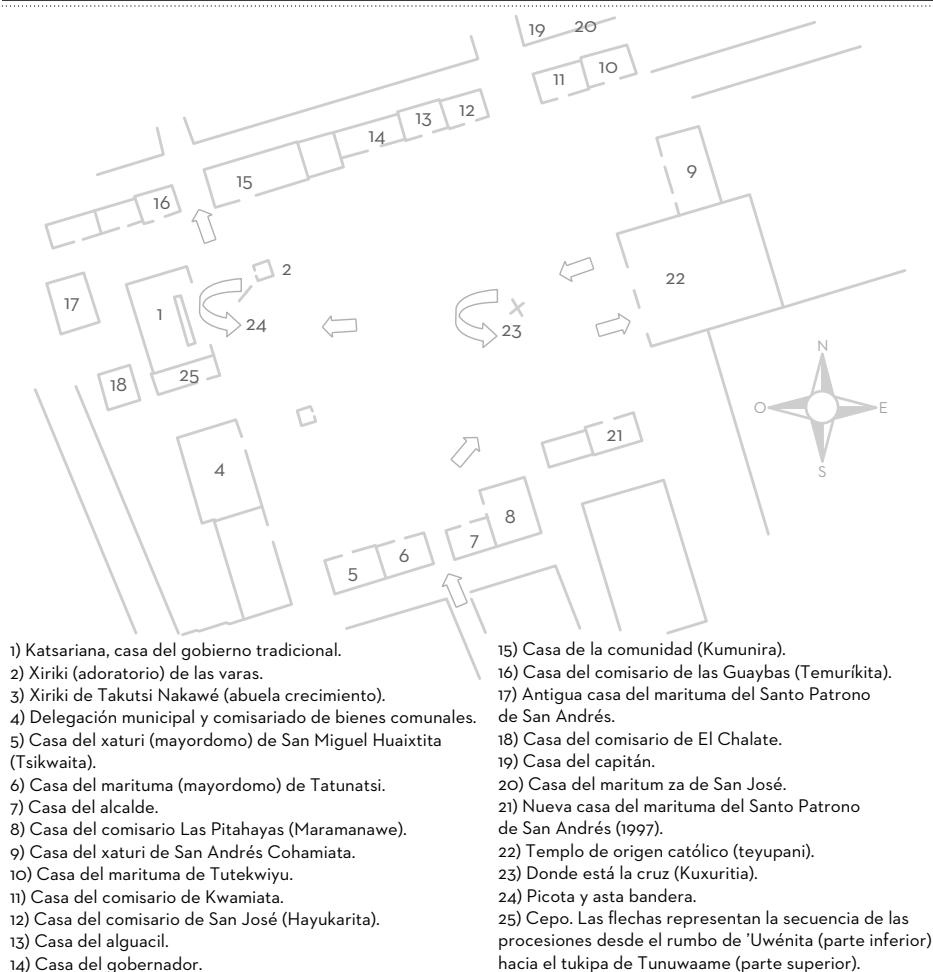 19 20
11 10
12
13
14
15
9
16
22
2
17
1
24
23
N
O E
S
25
18
21
4
8
7
6
5
1) Katsariana, casa del gobierno tradicional.
2) Xiriki (adoratorio) de las varas.
3) Xiriki de Takutsi Nakawé (abuela crecimiento).
4) Delegación municipal y comisariado de bienes comunales.
5) Casa del xaturi (mayordomo) de San Miguel Huaixtita
(Tsikwaita).
6) Casa del marituma (mayordomo) de Tatunatsi.
7) Casa del alcalde.
8) Casa del comisario Las Pitahayas (Maramanawe).
9) Casa del xaturi de San Andrés Cohamiata.
10) Casa del marituma de Tutekwiyu.
11) Casa del comisario de Kwamiata.
12) Casa del comisario de San José (Hayukarita).
13) Casa del alguacil.
14) Casa del gobernador.
15) Casa de la comunidad (Kumunira).
16) Casa del comisario de las Guaybas (Temuríkita).
17) Antigua casa del marituma del Santo Patrono
de San Andrés.
18) Casa del comisario de El Chalate.
19) Casa del capitán.
20) Casa del maritum za de San José.
21) Nueva casa del marituma del Santo Patrono
de San Andrés (1997).
22) Templo de origen católico (teyupani).
23) Donde está la cruz (Kuxuritia).
24) Picota y asta bandera.
25) Cepo. Las flechas representan la secuencia de las
procesiones desde el rumbo de 'Uwénita (parte inferior)
hacia el tukipa de Tunuwaame (parte superior).